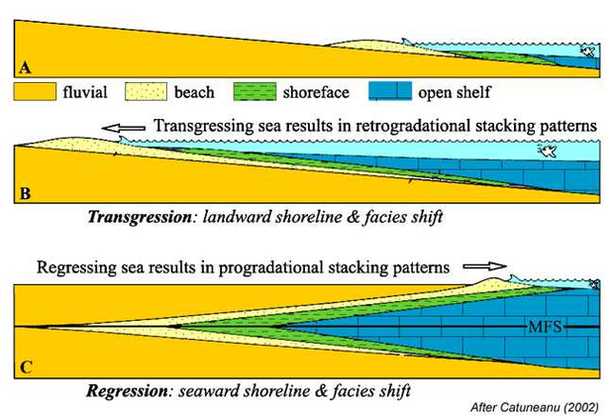 A
fluvial beach shoreface open shelf
Transgressing sea results in retrogradational stacking patterns
B
Transgression: landward shoreline & facies shift
Regressing sea results in progradational stacking patterns
MFS
C
Regression: seaward shoreline & facies shift
After Catuneanu (2002)